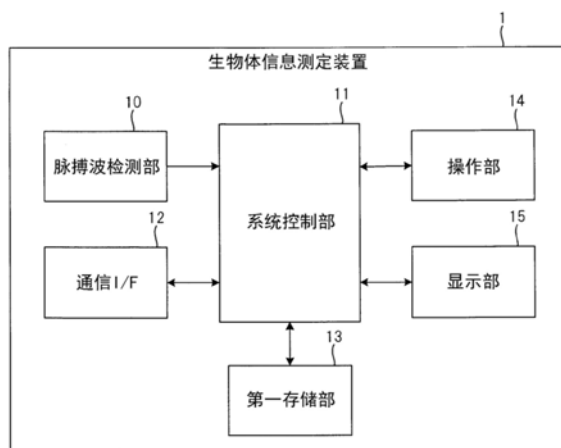 1
生物体信息测定装置
10
11
14
脉搏波检测部
操作部
系统控制部
12
15
通信I/F
显示部
13
第一存储部